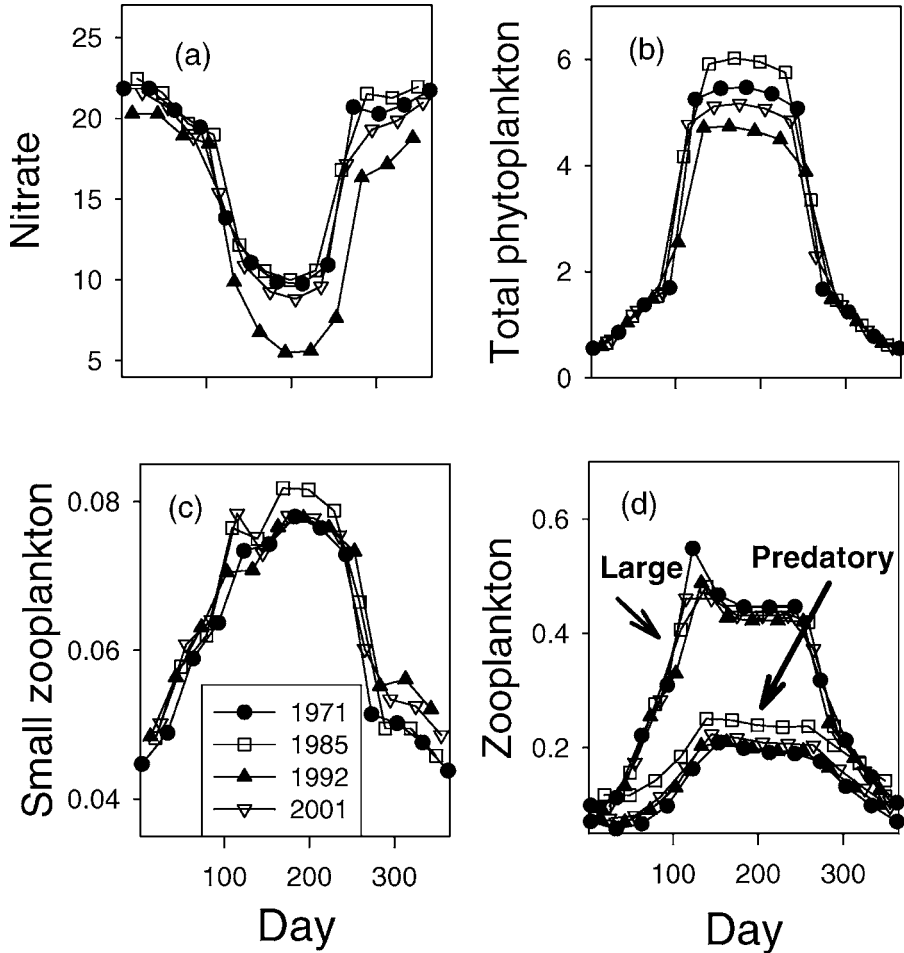 (a)
Nitrate
25
20
15
10
5
(b)
Total phytoplankton
6
4
2
0
(c)
Small zooplankton
0.08
0.06
0.04
1971
1985
1992
2001
100 200 300
Day
(d)
Zooplankton
0.6
0.4
0.2
Large
Predatory
100 200 300
Day